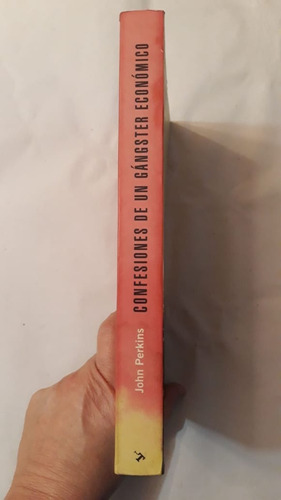 John Perkins
CONFESIONES DE UN GÁNGSTER ECONÓMICO